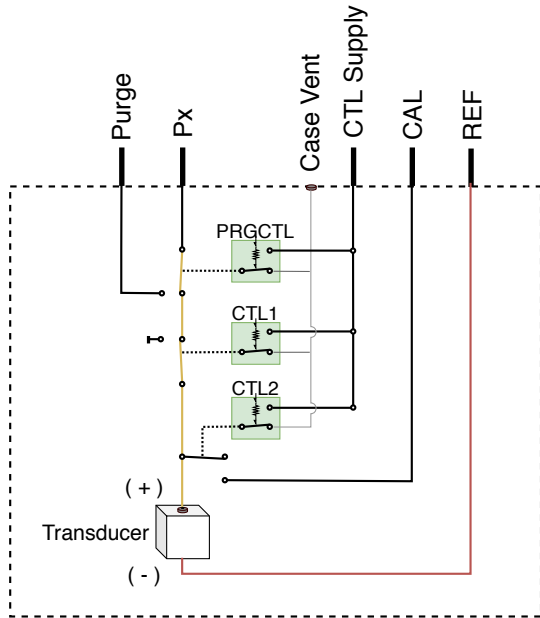 Purge
Px
Case Vent
CTL Supply
CAL
REF
PRGCTL
CTL1
CTL2
( + )
Transducer
( - )